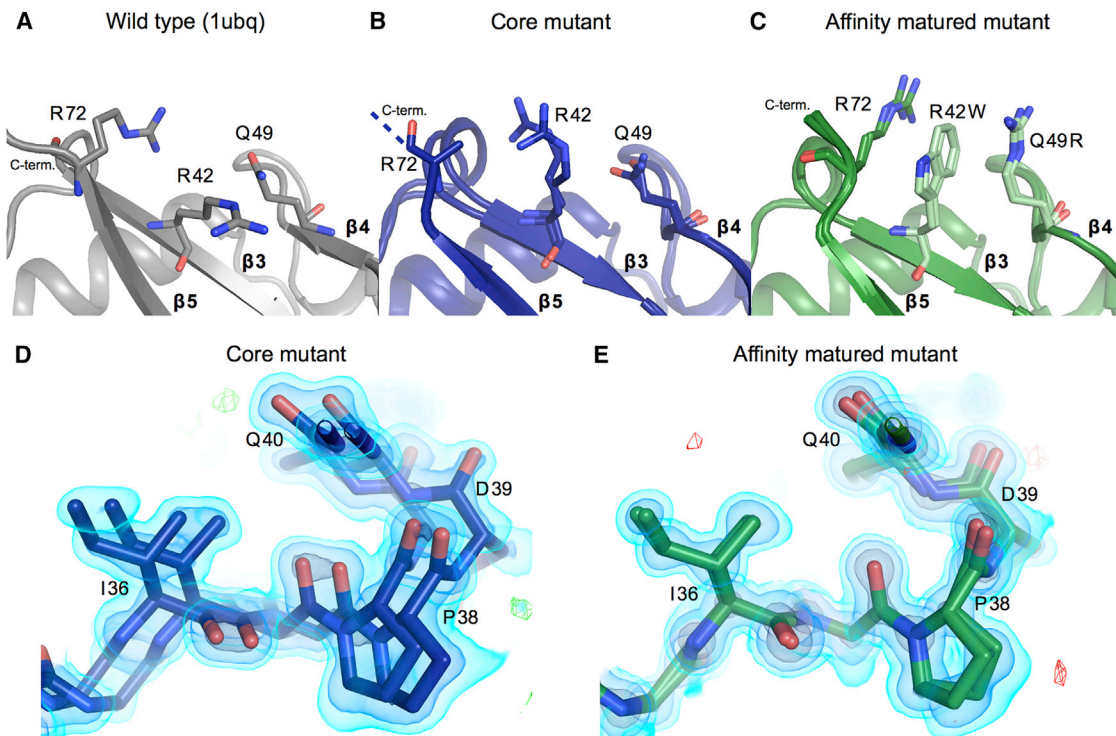 A
Wild type (1ubq)
R72
C-term.
R42
Q49
β4
β3
β5
B
Core mutant
C-term.
R72
R42
Q49
β4
β3
β5
C
Affinity matured mutant
C-term.
R72
R42W
Q49R
β4
β3
β5
D
Core mutant
Q40
D39
I36
P38
E
Affinity matured mutant
Q40
D39
I36
P38